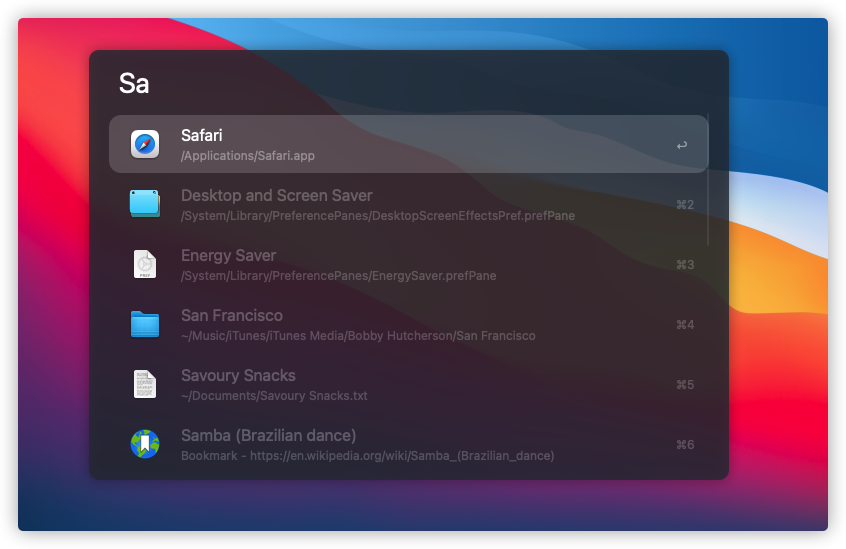 Sa
Safari
/Applications/Safari.app
↩
Desktop and Screen Saver
/System/Library/PreferencePanes/DesktopScreenEffectsPref.prefPane
⌘2
Energy Saver
/System/Library/PreferencePanes/EnergySaver.prefPane
⌘3
San Francisco
~/Music/iTunes/iTunes Media/Bobby Hutcherson/San Francisco
⌘4
Savoury Snacks
~/Documents/Savoury Snacks.txt
⌘5
Samba (Brazilian dance)
Bookmark - https://en.wikipedia.org/wiki/Samba_(Brazilian_dance)
⌘6